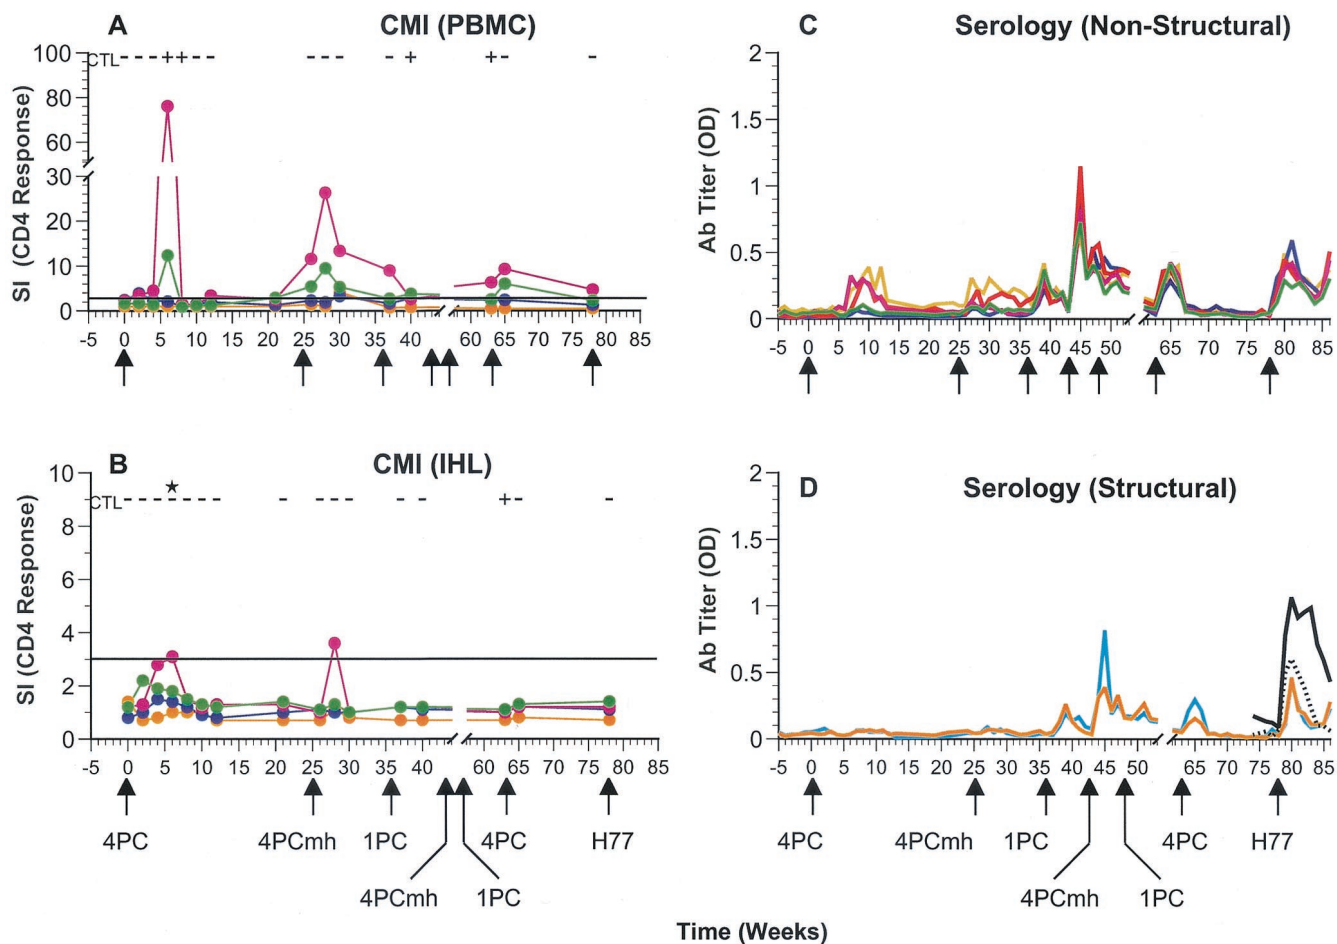 A
CMI (PBMC)
SI (CD4 Response)
100
80
60
30
20
10
0
CTL - - - + + - - - - - - + + - -
-5 0 5 10 15 20 25 30 35 40 60 65 70 75 80 85
C
Serology (Non-Structural)
Ab Titer (OD)
2
1.5
1
0.5
0
-5 0 5 10 15 20 25 30 35 40 45 50 65 70 75 80 85
B
CMI (IHL)
SI (CD4 Response)
10
8
6
4
2
0
★
CTL - - - - - - - - - - - - - + - -
-5 0 5 10 15 20 25 30 35 40 60 65 70 75 80 85
4PC 4PCmh 1PC 4PC H77
4PCmh 1PC
D
Serology (Structural)
Ab Titer (OD)
2
1.5
1
0.5
0
-5 0 5 10 15 20 25 30 35 40 45 50 65 70 75 80 85
4PC 4PCmh 1PC 4PC H77
4PCmh 1PC
Time (Weeks)